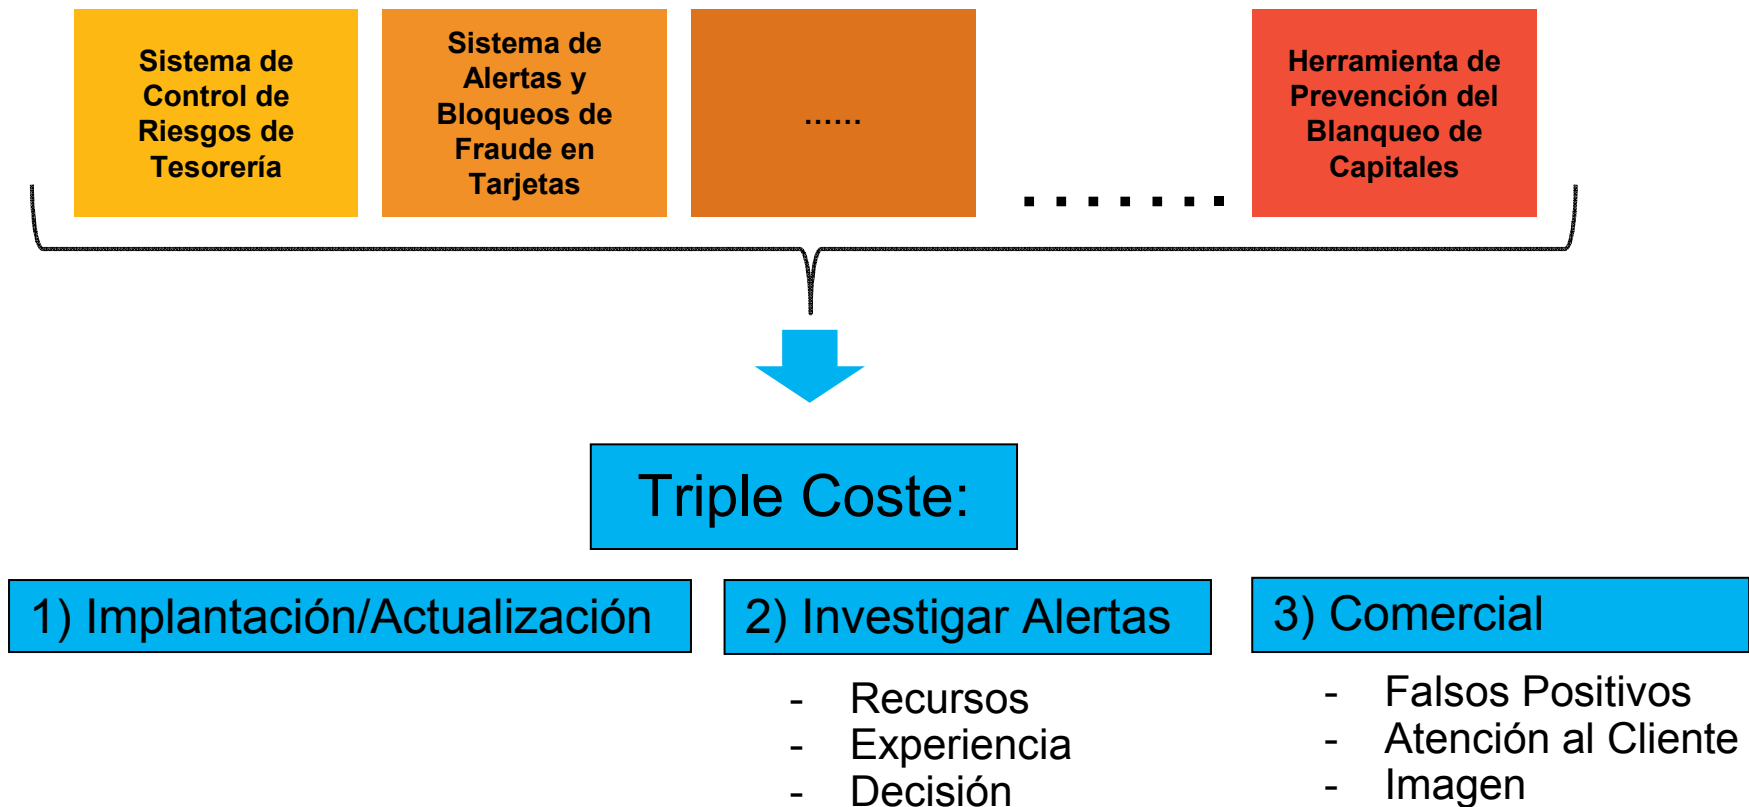 Sistema de
Control de
Riesgos de
Tesorería
Sistema de
Alertas y
Bloqueos de
Fraude en
Tarjetas
......
Herramienta de
Prevención del
Blanqueo de
Capitales
.......
Triple Coste:
1) Implantación/Actualización
2) Investigar Alertas
- Recursos
- Experiencia
- Decisión
3) Comercial
- Falsos Positivos
- Atención al Cliente
- Imagen